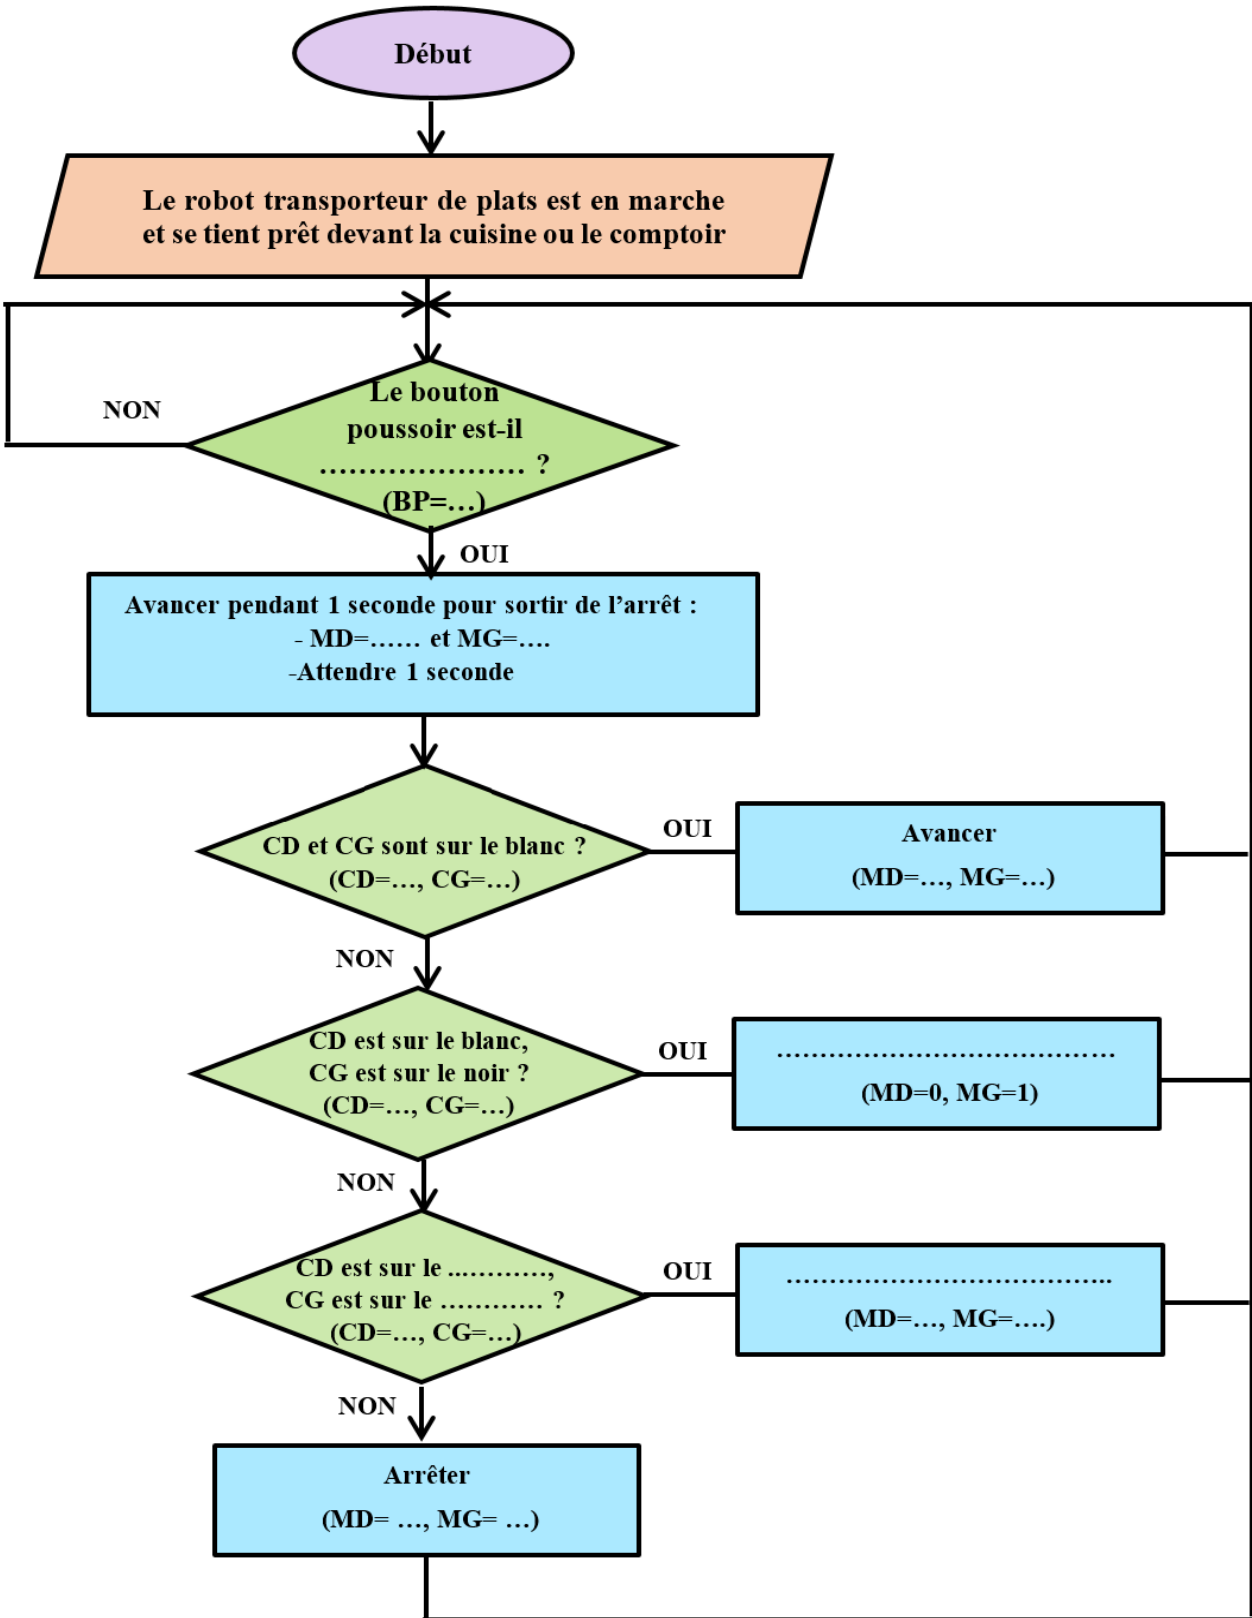 Début
Le robot transporteur de plats est en marche
et se tient prêt devant la cuisine ou le comptoir
NON
Le bouton
poussoir est-il
………………… ?
(BP=…)
OUI
Avancer pendant 1 seconde pour sortir de l’arrêt :
- MD=…… et MG=….
-Attendre 1 seconde
CD et CG sont sur le blanc ?
(CD=…, CG=…)
OUI
Avancer
(MD=…, MG=…)
NON
CD est sur le blanc,
CG est sur le noir ?
(CD=…, CG=…)
OUI
…………………………………
(MD=0, MG=1)
NON
CD est sur le ...………,
CG est sur le ………… ?
(CD=…, CG=…)
OUI
………………………………..
(MD=…, MG=….)
NON
Arrêter
(MD= …, MG= …)